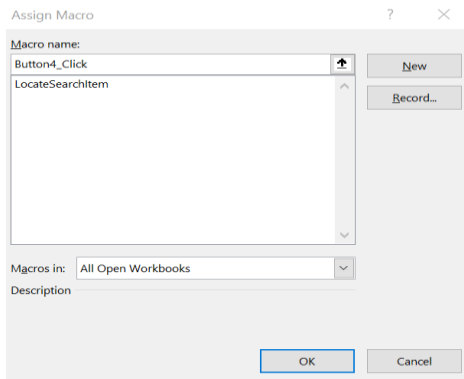 Assign Macro ?
Macro name:
Button4_Click
New
LocateSearchItem
Record...
Macros in: All Open Workbooks
Description
OK Cancel